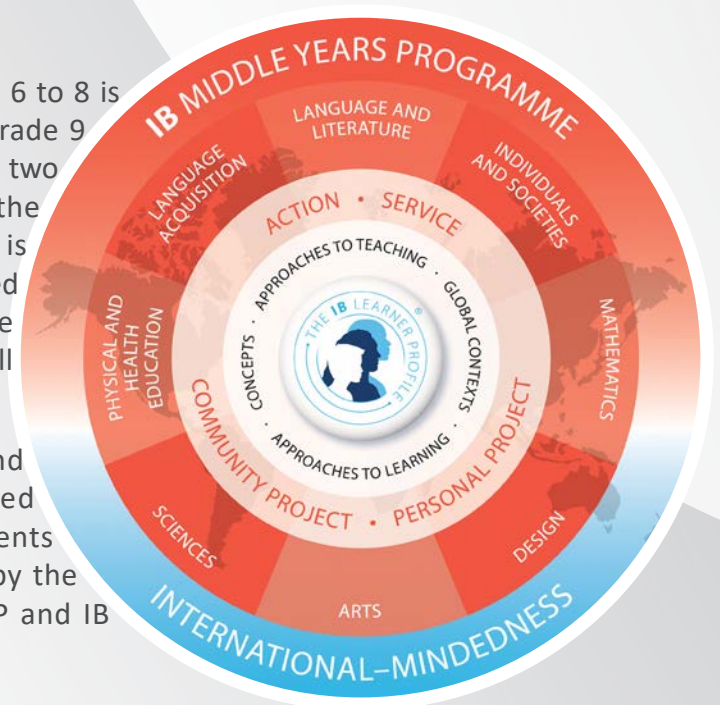 6 to 8 is
rade 9
two
the
is
ed
e
ll
nd
ed
ents
by the
P and IB
IB MIDDLE YEARS PROGRAMME
LANGUAGE ACQUISITION
LANGUAGE AND
LITERATURE
INDIVIDUALS
AND SOCIETIES
PHYSICAL AND
HEALTH
EDUCATION
MATHEMATICS
SCIENCES
ARTS
DESIGN
ACTION • SERVICE
COMMUNITY PROJECT • PERSONAL PROJECT
APPROACHES TO TEACHING · GLOBAL CONTEXTS · APPROACHES TO LEARNING · CONCEPTS ·
THE IB LEARNER PROFILE ®
INTERNATIONAL–MINDEDNESS